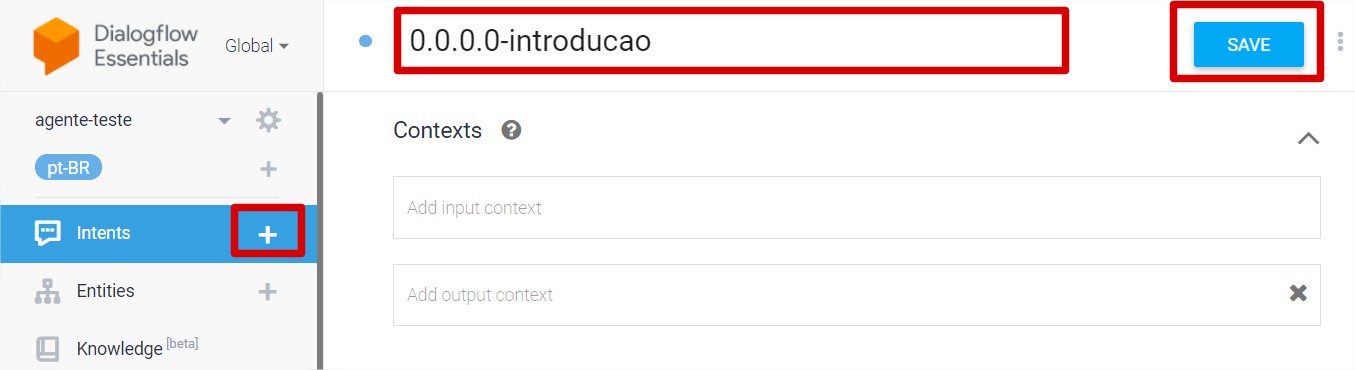 Dialogflow
Essentials
Global
0.0.0.0-introducao
SAVE
agente-teste
pt-BR
Intents
Entities
Knowledge [beta]
Contexts
Add input context
Add output context